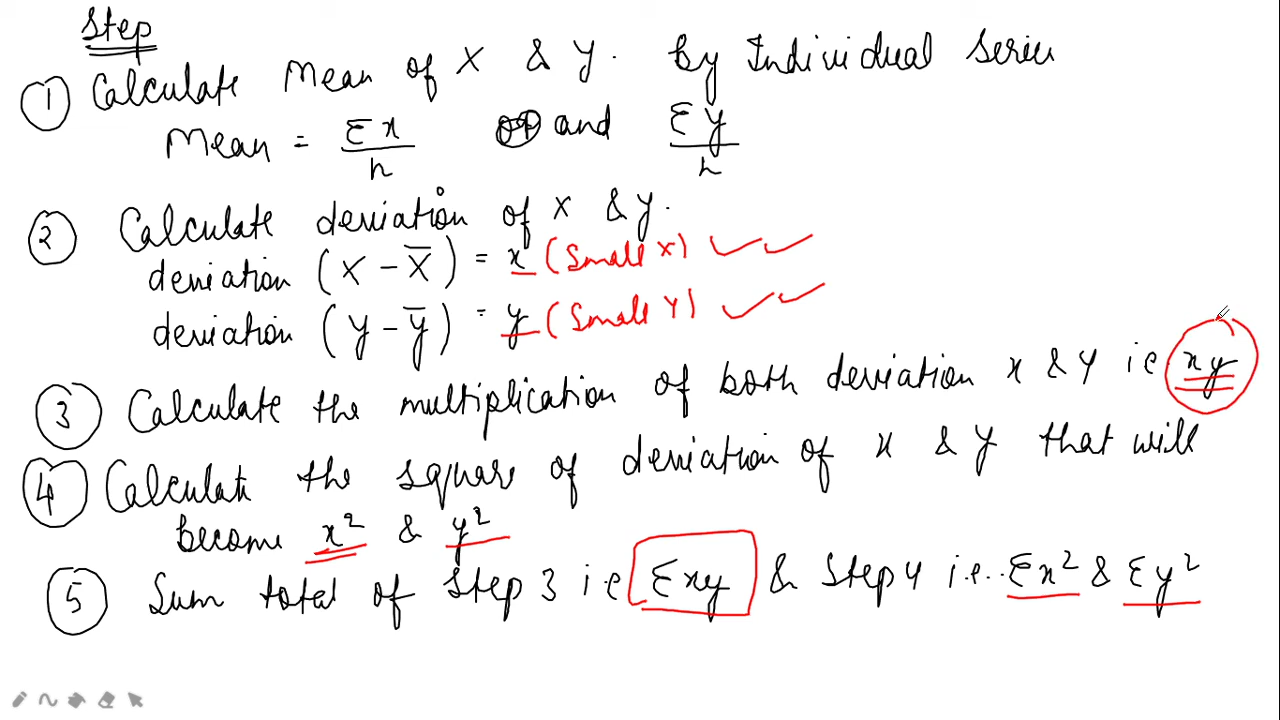 Step
① Calculate Mean of X & Y. By Individual Series
Mean = Σx/n and Σy/n
② Calculate deviation of X & Y.
deviation (X - X̅) = x (Small X)
deviation (Y - y̅) = y (Small Y)
③ Calculate the multiplication of both deviation x & y ie xy
④ Calculate the square of deviation of x & y that will
become x² & y²
⑤ Sum total of Step 3 i e Σxy & Step 4 i.e.. Σx² & Σy²